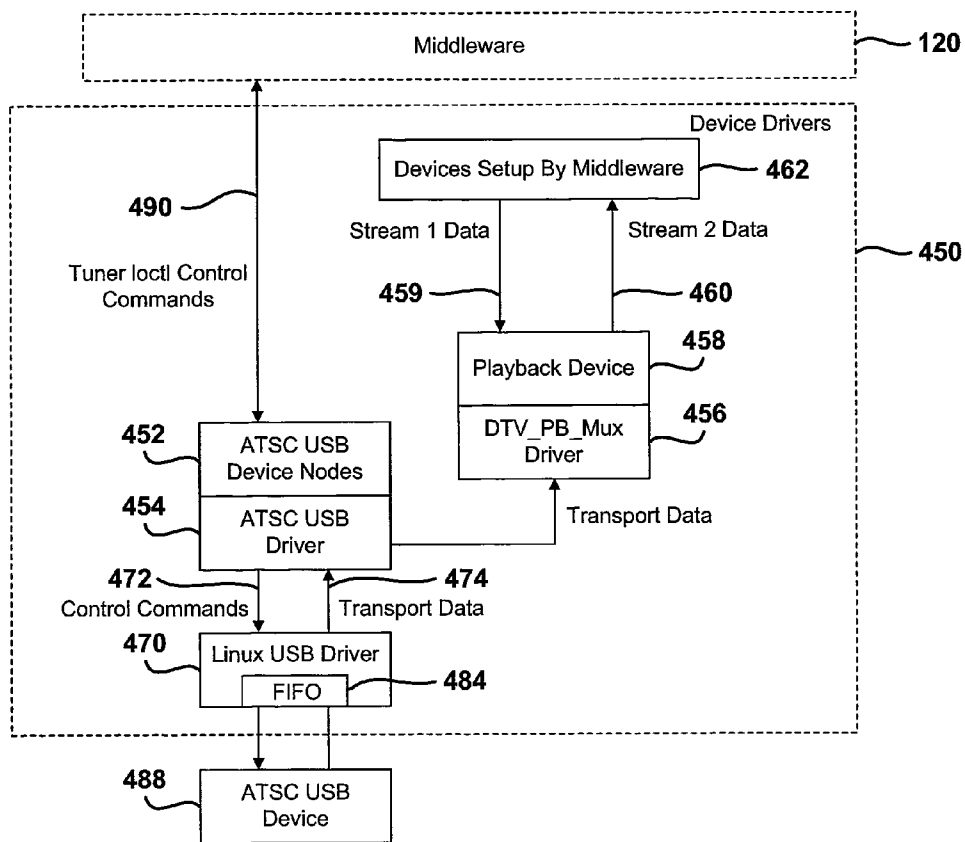 Middleware
120
Device Drivers
Devices Setup By Middleware
462
490
Stream 1 Data
Stream 2 Data
450
Tuner Ioctl Control
Commands
459
460
458
Playback Device
452
ATSC USB
Device Nodes
DTV_PB_Mux
Driver
456
454
ATSC USB
Driver
Transport Data
472
474
Control Commands
Transport Data
470
Linux USB Driver
FIFO
484
488
ATSC USB
Device